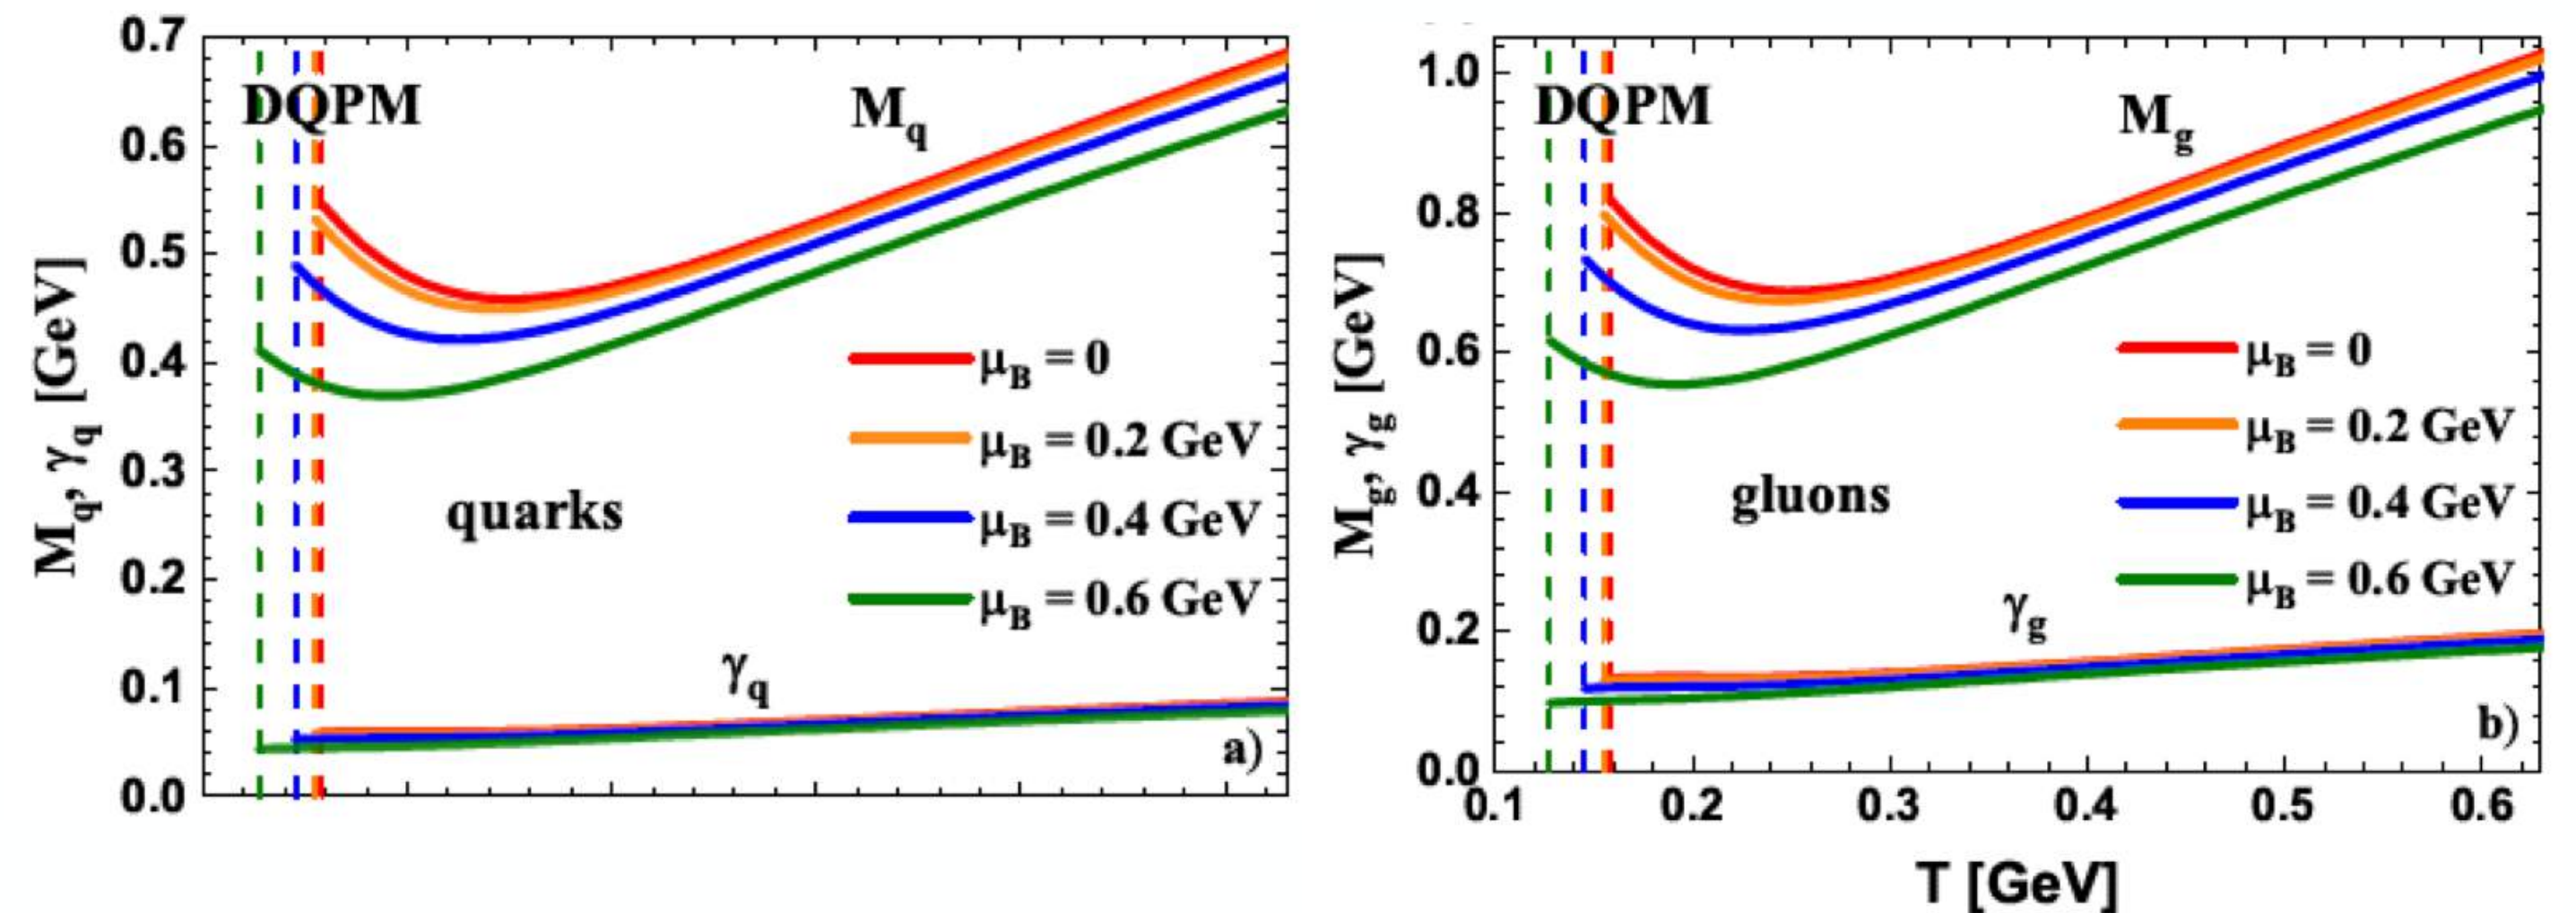 0.7
0.6
0.5
0.4
0.3
0.2
0.1
0.0
Mq, γq [GeV]
DQPM
Mq
μB = 0
μB = 0.2 GeV
μB = 0.4 GeV
μB = 0.6 GeV
quarks
γq
a)
1.0
0.8
0.6
0.4
0.2
0.0
Mg, γg [GeV]
DQPM
Mg
μB = 0
μB = 0.2 GeV
μB = 0.4 GeV
μB = 0.6 GeV
gluons
γg
b)
0.1 0.2 0.3 0.4 0.5 0.6
T [GeV]